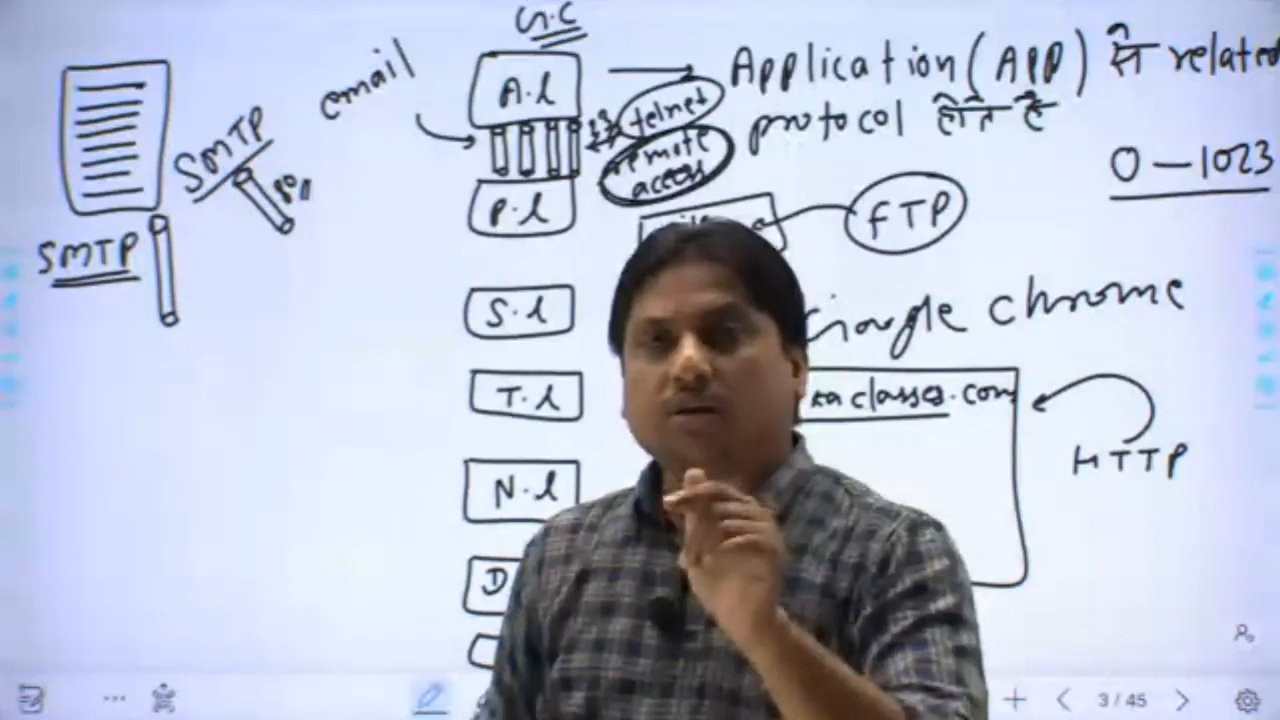 G.C
email
A.l
Application (APP) से related
telnet
protocol होते है
remote
access
0 - 1023
SMTP
P.l
FTP
SMTP
S.l
Google chrome
T.l
classes.com
HTTP
N.l
D
3 / 45